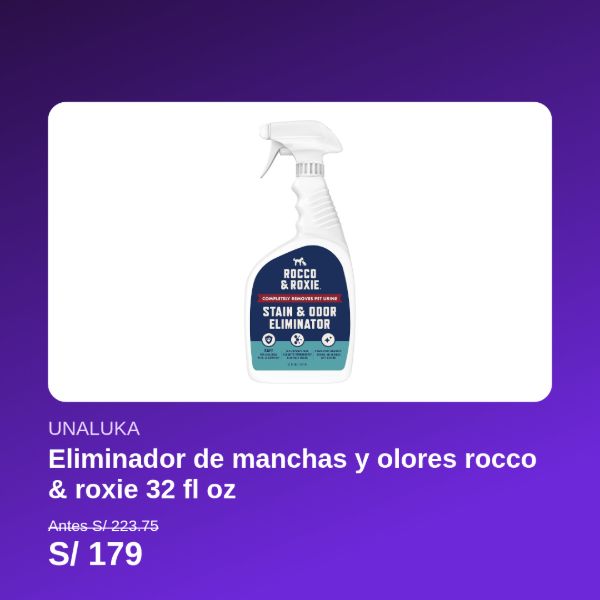 ROCCO
& ROXIE
COMPLETELY REMOVES PET URINE
STAIN & ODOR
ELIMINATOR
UNALUKA
Eliminador de manchas y olores rocco
& roxie 32 fl oz
Antes S/ 223.75
S/ 179